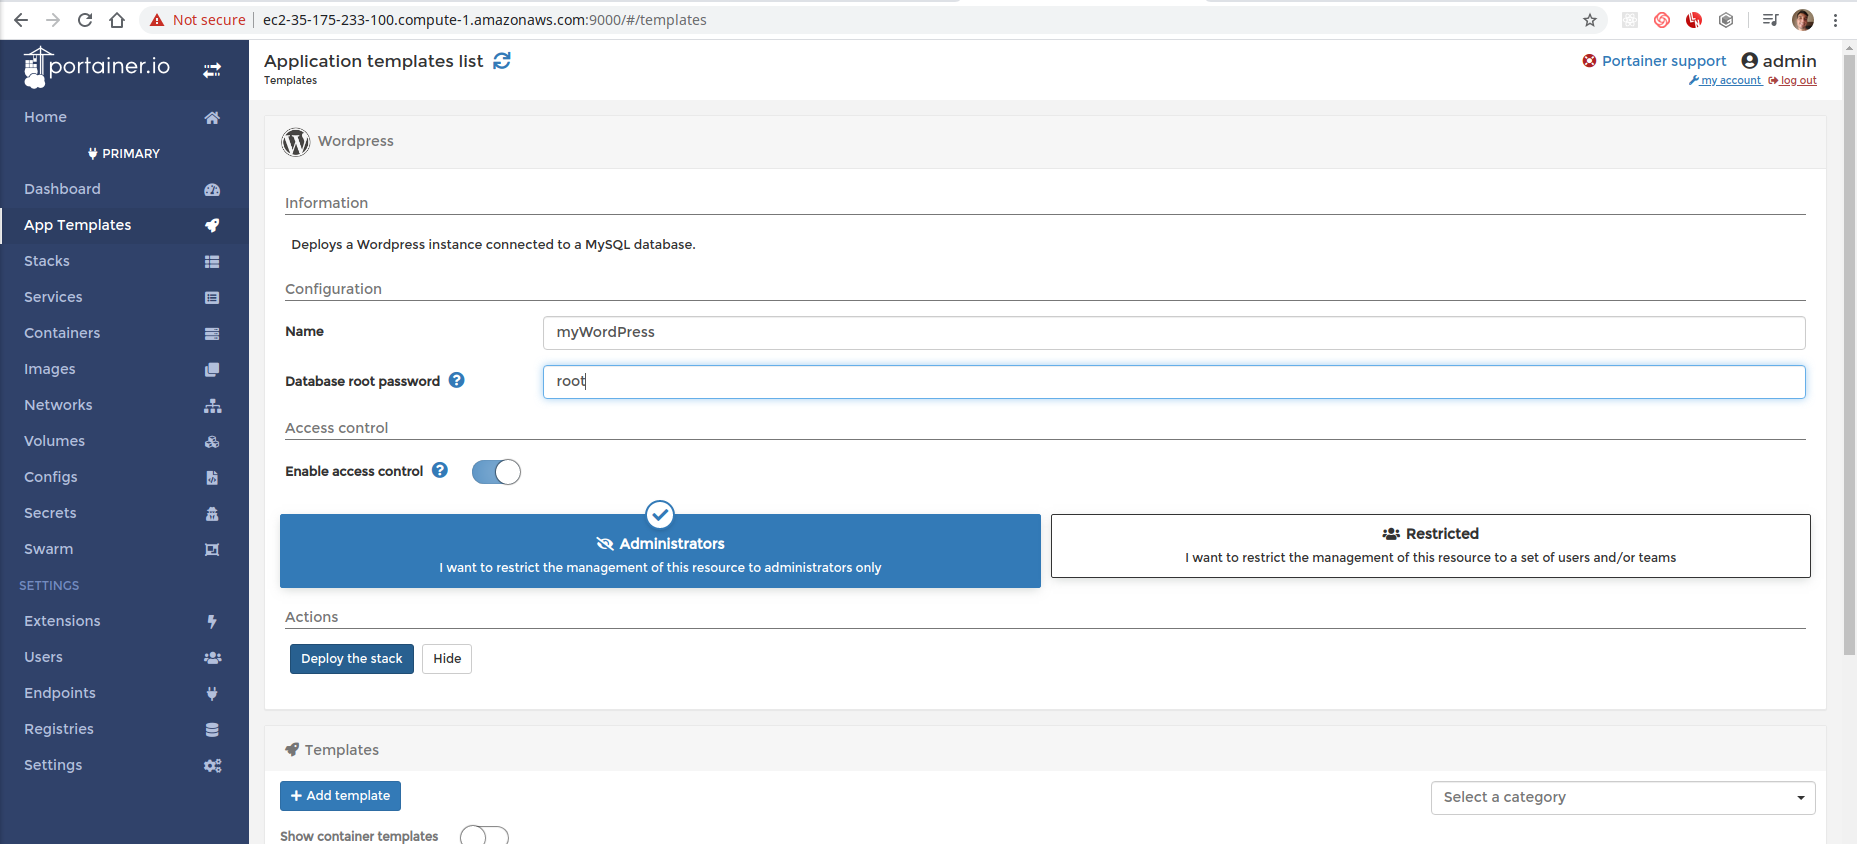 Not secure ec2-35-175-233-100.compute-1.amazonaws.com:9000/#/templates
portainer.io
Home
PRIMARY
Dashboard
App Templates
Stacks
Services
Containers
Images
Networks
Volumes
Configs
Secrets
Swarm
SETTINGS
Extensions
Users
Endpoints
Registries
Settings
Application templates list
Templates
Portainer support admin
my account log out
Wordpress
Information
Deploys a Wordpress instance connected to a MySQL database.
Configuration
Name myWordPress
Database root password root
Access control
Enable access control
Administrators
I want to restrict the management of this resource to administrators only
Restricted
I want to restrict the management of this resource to a set of users and/or teams
Actions
Deploy the stack Hide
Templates
+ Add template Select a category
Show container templates